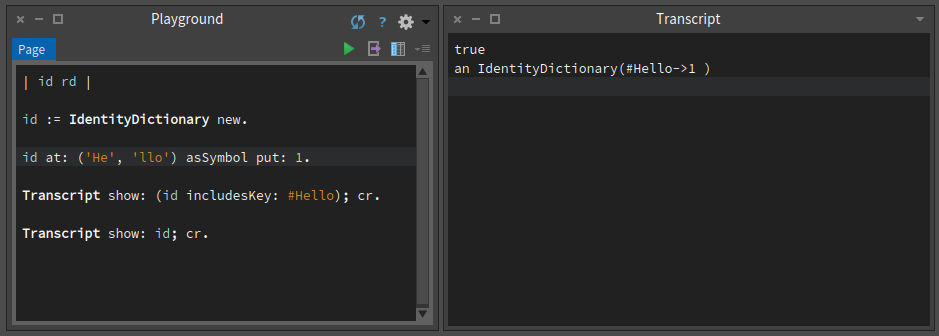 Playground
?
Page
| id rd |
id := IdentityDictionary new.
id at: ('He', 'llo') asSymbol put: 1.
Transcript show: (id includesKey: #Hello); cr.
Transcript show: id; cr.
Transcript
true
an IdentityDictionary(#Hello->1 )